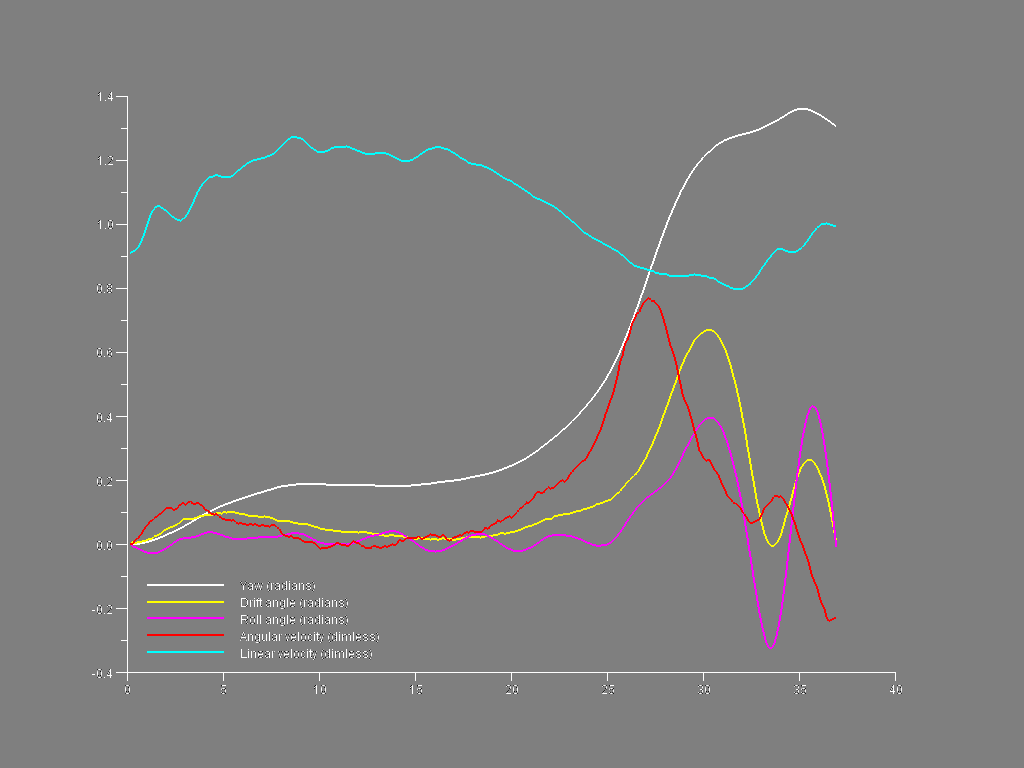 1.4
1.2
1.0
0.8
0.6
0.4
0.2
0.0
-0.2
-0.4
Yaw (radians)
Drift angle (radians)
Roll angle (radians)
Angular velocity (dimless)
Linear velocity (dimless)
0 5 10 15 20 25 30 35 40